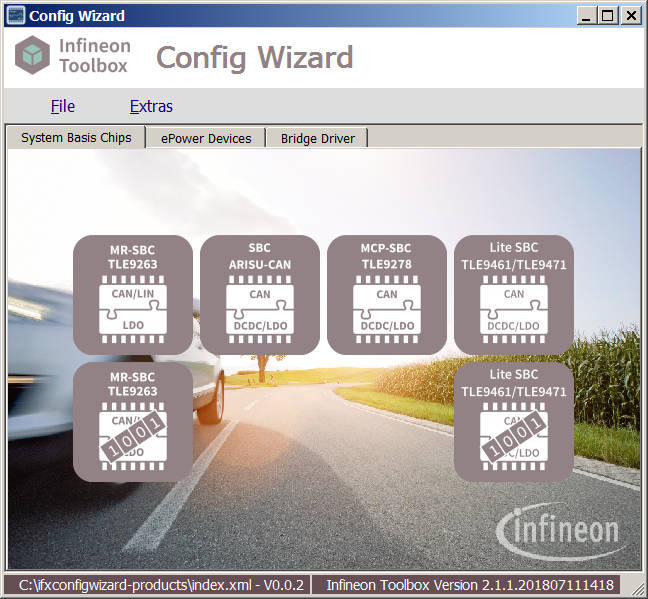 Config Wizard
Infineon
Toolbox
Config Wizard
File
Extras
System Basis Chips
ePower Devices
Bridge Driver
MR-SBC
TLE9263
CAN/LIN
LDO
SBC
ARISU-CAN
CAN
DCDC/LDO
MCP-SBC
TLE9278
CAN
DCDC/LDO
Lite SBC
TLE9461/TLE9471
CAN
DCDC/LDO
MR-SBC
TLE9263
1001
Lite SBC
TLE9461/TLE9471
1001
infineon
C:\ifxconfigwizard-products\index.xml - V0.0.2
Infineon Toolbox Version 2.1.1.201807111418